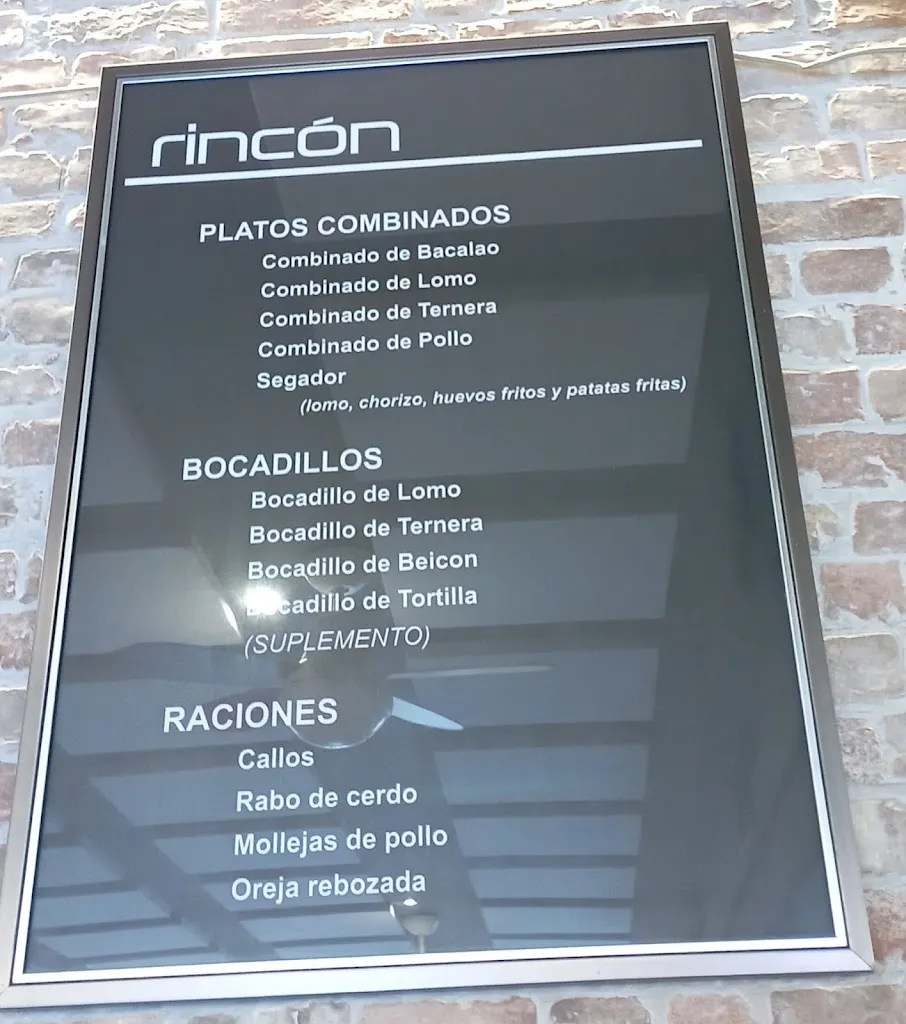 rincón
PLATOS COMBINADOS
Combinado de Bacalao
Combinado de Lomo
Combinado de Ternera
Combinado de Pollo
Segador
(lomo, chorizo, huevos fritos y patatas fritas)
BOCADILLOS
Bocadillo de Lomo
Bocadillo de Ternera
Bocadillo de Beicon
Bocadillo de Tortilla
(SUPLEMENTO)
RACIONES
Callos
Rabo de cerdo
Mollejas de pollo
Oreja rebozada